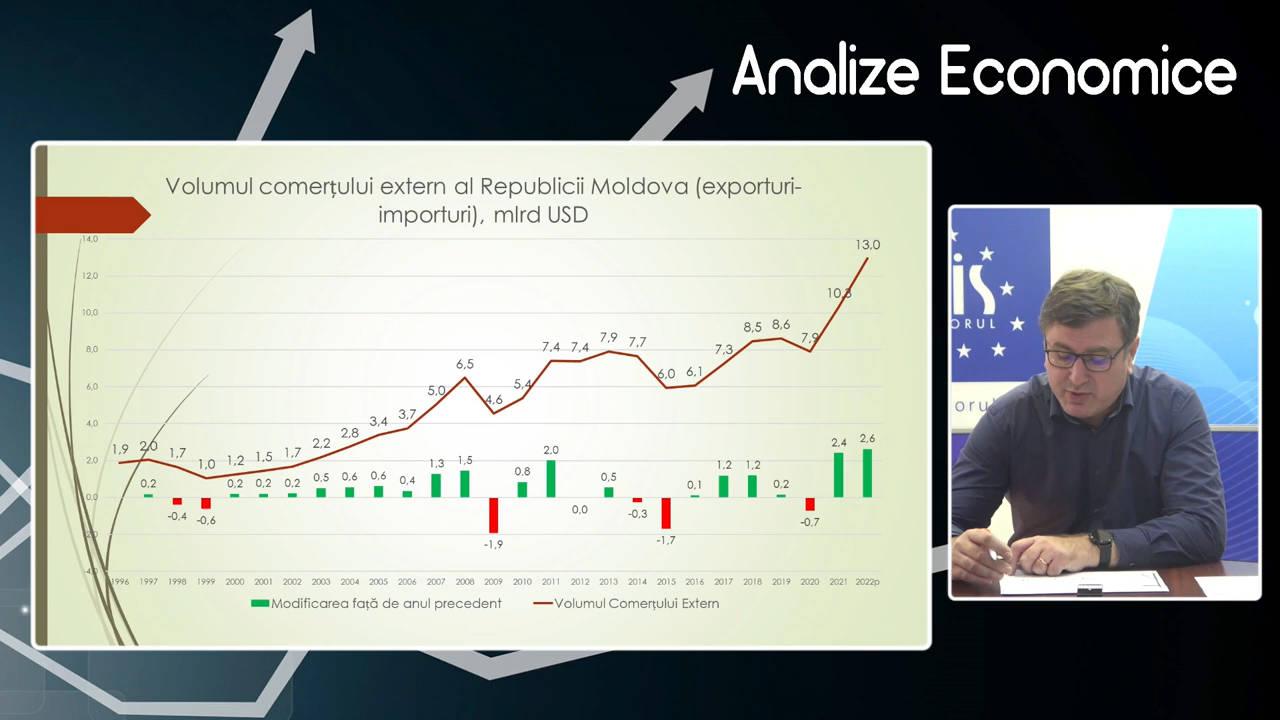 Analize Economice
Volumul comerțului extern al Republicii Moldova (exporturi-
importuri), mlrd USD
14,0
12,0
10,0
8,0
6,0
4,0
2,0
0,0
1,9 2,0 1,7 1,0 1,2 1,5 1,7 2,2 2,8 3,4 3,7 5,0 6,5 4,6 5,4 7,4 7,4 7,9 7,7 6,0 6,1 7,3 8,5 8,6 7,9 10,3 13,0
0,2 -0,4 -0,6 0,2 0,2 0,2 0,5 0,6 0,6 0,4 1,3 1,5 -1,9 0,8 2,0 0,0 0,5 -0,3 -1,7 0,1 1,2 1,2 0,2 -0,7 2,4 2,6
1996 1997 1998 1999 2000 2001 2002 2003 2004 2005 2006 2007 2008 2009 2010 2011 2012 2013 2014 2015 2016 2017 2018 2019 2020 2021 2022p
Modificarea față de anul precedent Volumul Comerțului Extern
is
ORUL
oru